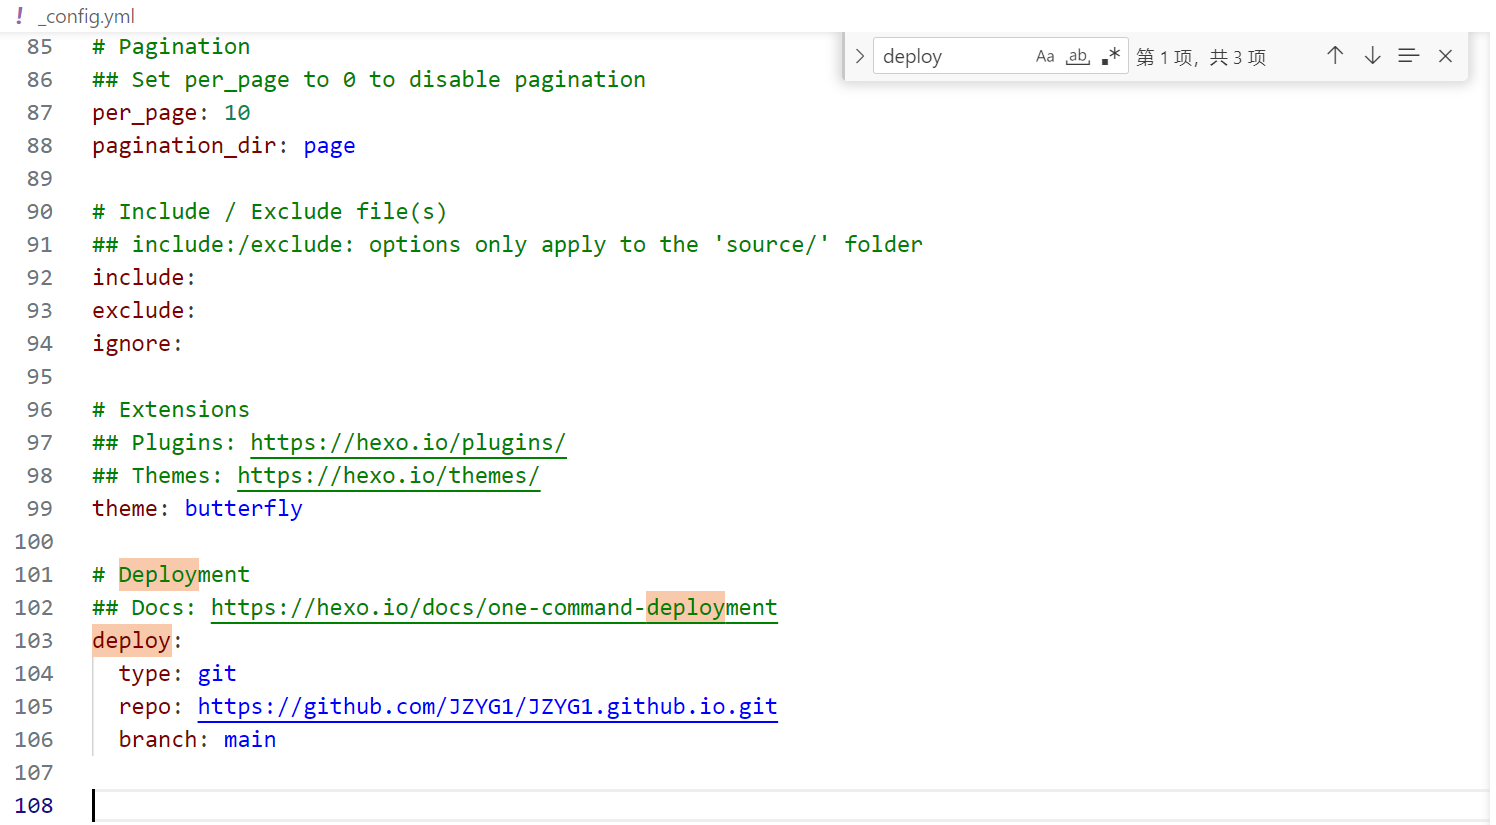 ! _config.yml
deploy Aa ab .* 第 1 项，共 3 项
85 # Pagination
86 ## Set per_page to 0 to disable pagination
87 per_page: 10
88 pagination_dir: page
89
90 # Include / Exclude file(s)
91 ## include:/exclude: options only apply to the 'source/' folder
92 include:
93 exclude:
94 ignore:
95
96 # Extensions
97 ## Plugins: https://hexo.io/plugins/
98 ## Themes: https://hexo.io/themes/
99 theme: butterfly
100
101 # Deployment
102 ## Docs: https://hexo.io/docs/one-command-deployment
103 deploy:
104   type: git
105   repo: https://github.com/JZYG1/JZYG1.github.io.git
106   branch: main
107
108